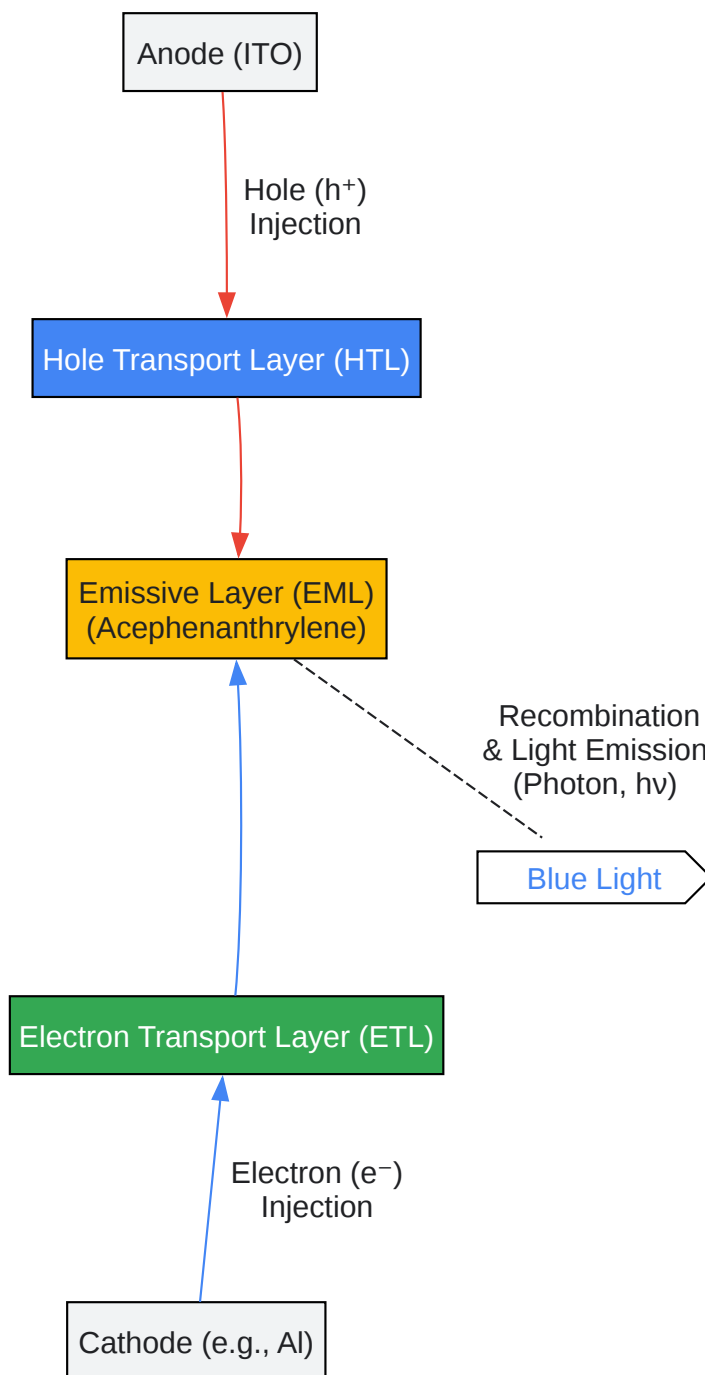 Anode (ITO)
Hole (h⁺)
Injection
Hole Transport Layer (HTL)
Emissive Layer (EML)
(Acephenanthrylene)
Recombination
& Light Emission
(Photon, hν)
Blue Light
Electron Transport Layer (ETL)
Electron (e⁻)
Injection
Cathode (e.g., Al)